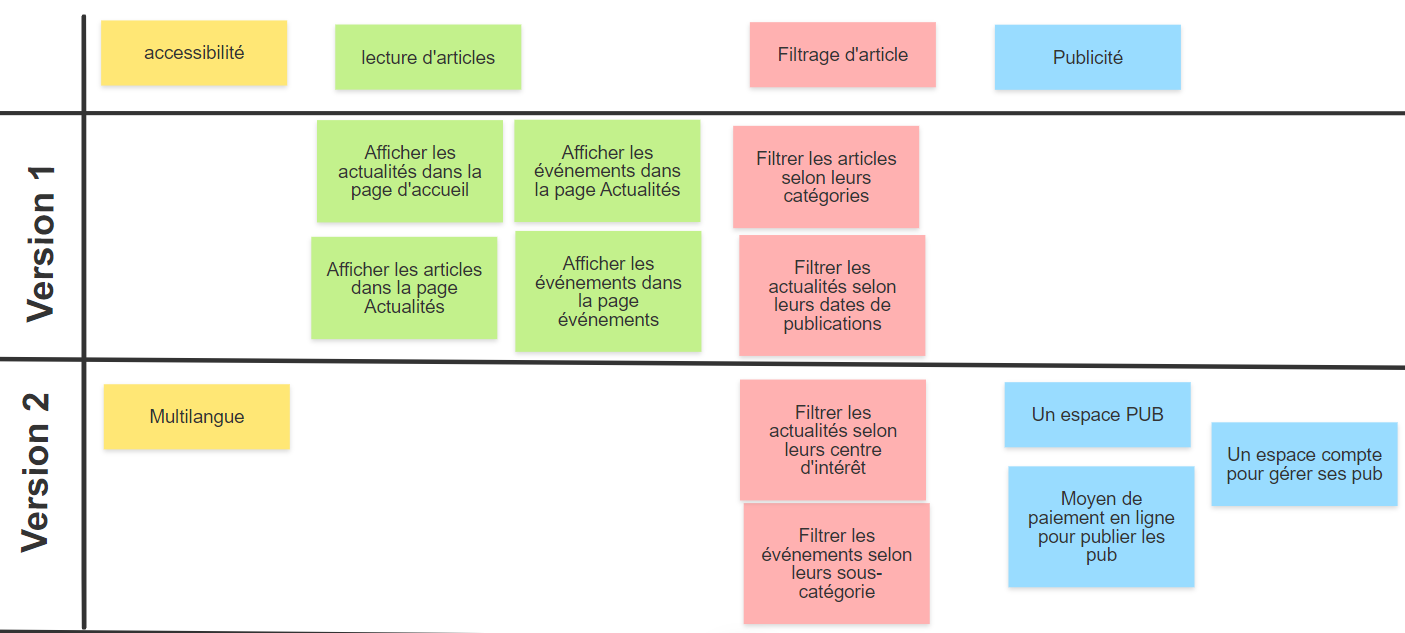 accessibilité
lecture d'articles
Filtrage d'article
Publicité
Version 1
Afficher les
actualités dans la
page d'accueil
Afficher les
événements dans
la page Actualités
Filtrer les articles
selon leurs
catégories
Afficher les articles
dans la page
Actualités
Afficher les
événements dans
la page
événements
Filtrer les
actualités selon
leurs dates de
publications
Version 2
Multilangue
Filtrer les
actualités selon
leurs centre
d'intérêt
Un espace PUB
Un espace compte
pour gérer ses pub
Moyen de
paiement en ligne
pour publier les
pub
Filtrer les
événements selon
leurs sous-
catégorie